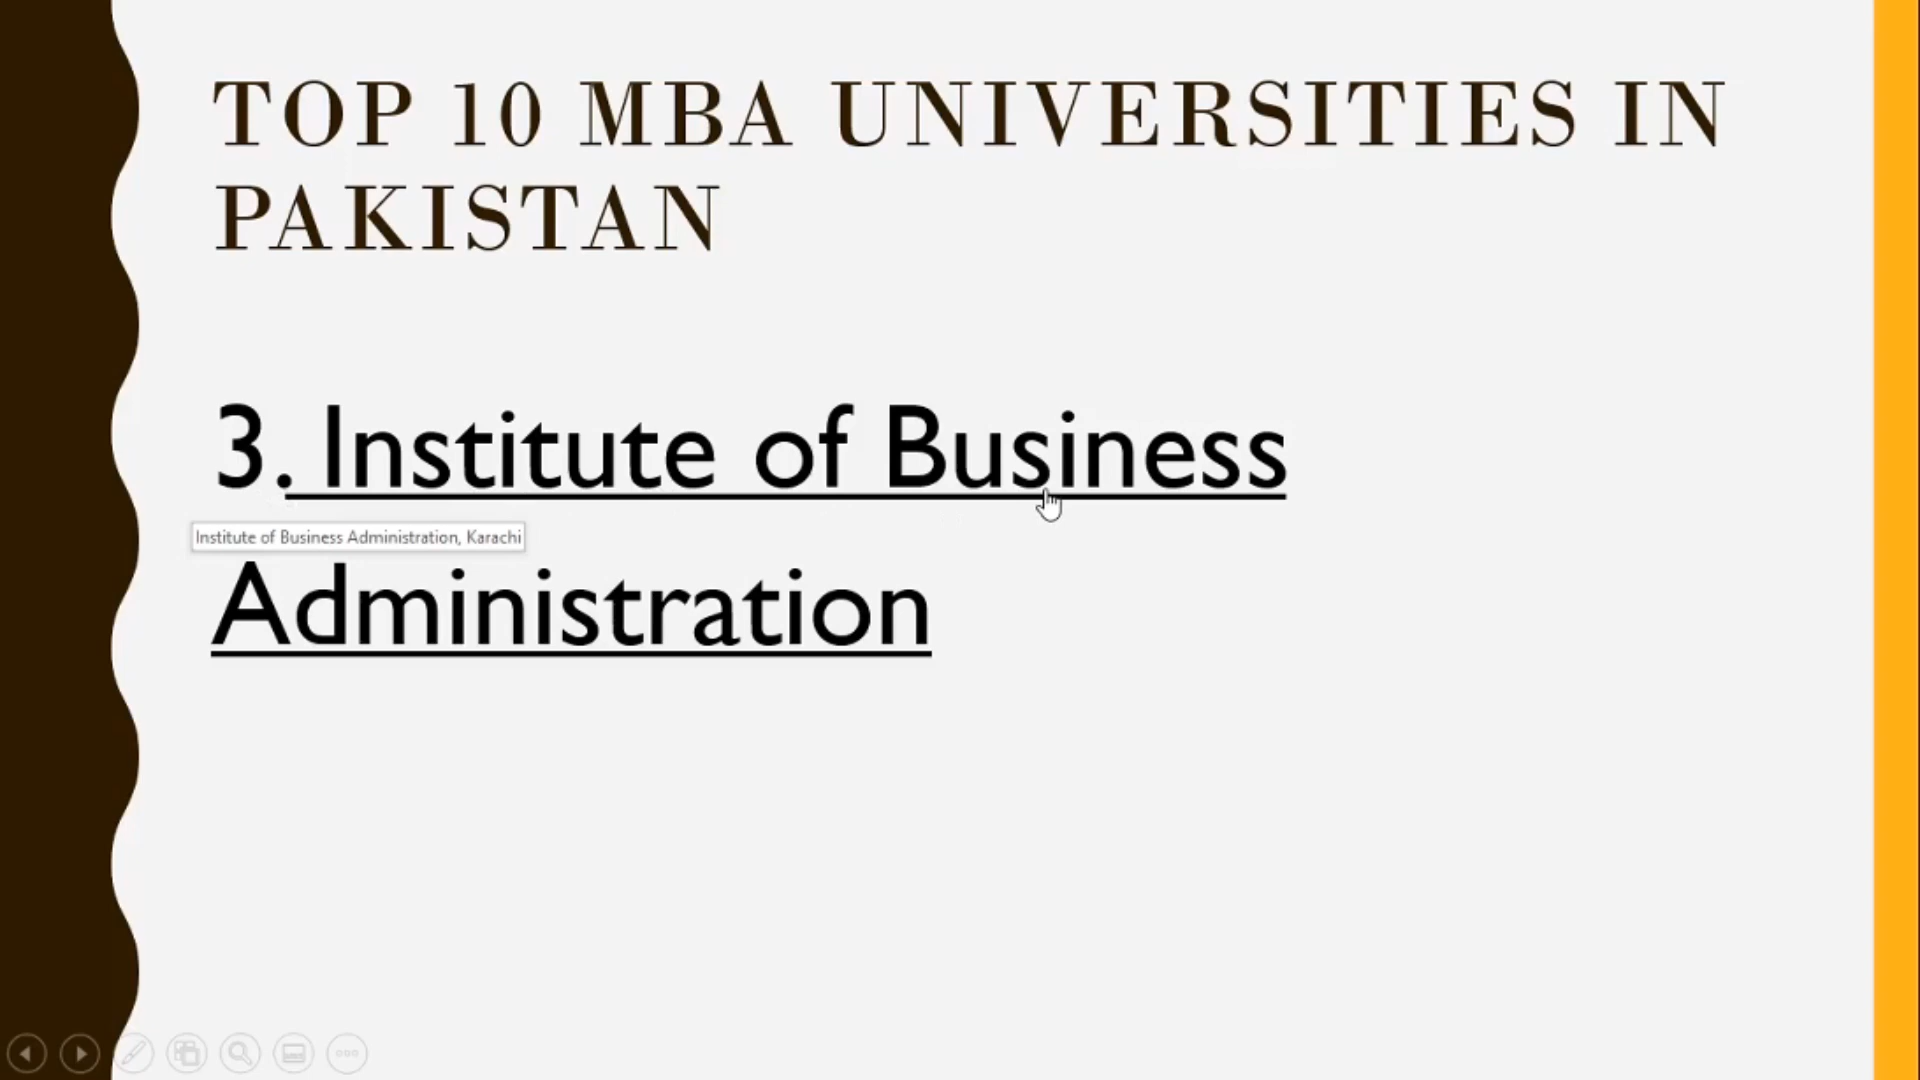 TOP 10 MBA UNIVERSITIES IN
PAKISTAN
3. Institute of Business
Institute of Business Administration, Karachi
Administration